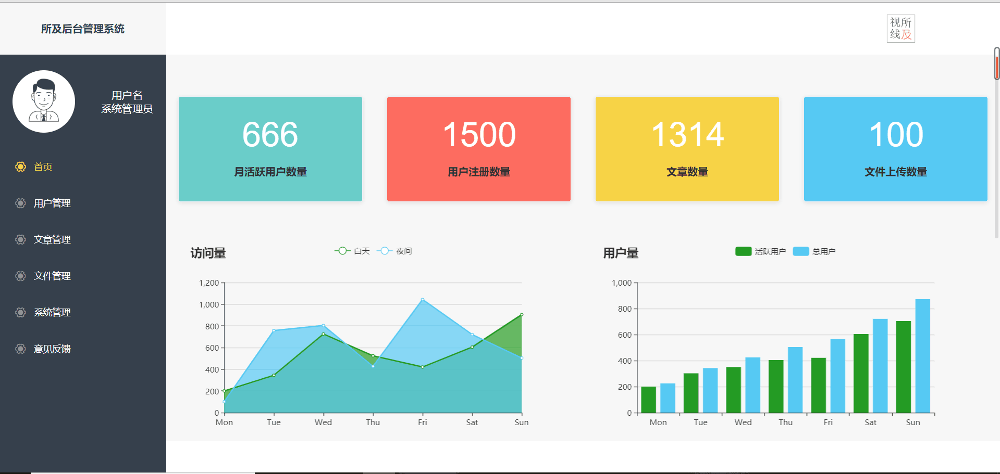 所及后台管理系统
视所
线及
用户名
系统管理员
首页
用户管理
文章管理
文件管理
系统管理
意见反馈
666
月活跃用户数量
1500
用户注册数量
1314
文章数量
100
文件上传数量
访问量
白天 夜间
1,200
1,000
800
600
400
200
0
Mon Tue Wed Thu Fri Sat Sun
用户量
活跃用户 总用户
1,000
800
600
400
200
0
Mon Tue Wed Thu Fri Sat Sun